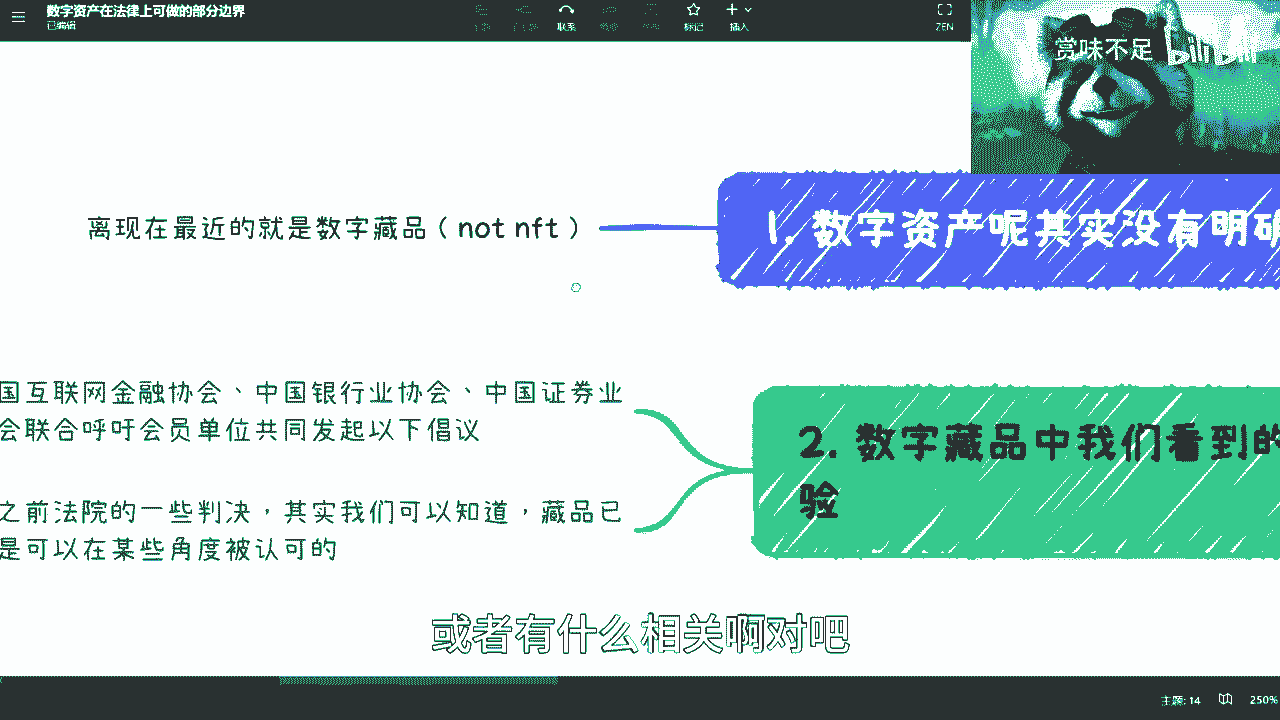 数字资产在法律上可做的部分边界
已编辑
联系
标记
插入
ZEN
赏味不足 bilibili
离现在最近的就是数字藏品（not nft）
1. 数字资产呢其实没有明确
国互联网金融协会、中国银行业协会、中国证券业
会联合呼吁会员单位共同发起以下倡议
2. 数字藏品中我们看到的
验
之前法院的一些判决，其实我们可以知道，藏品已
是可以在某些角度被认可的
或者有什么相关啊对吧
主题: 14
250%